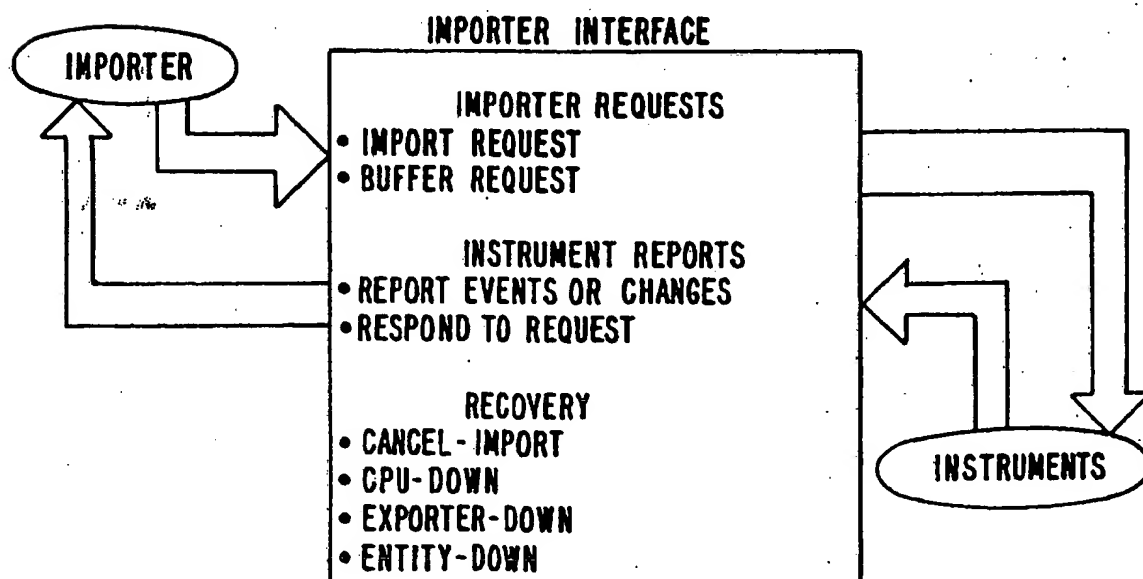 IMPORTER INTERFACE
IMPORTER
IMPORTER REQUESTS
• IMPORT REQUEST
• BUFFER REQUEST
INSTRUMENT REPORTS
• REPORT EVENTS OR CHANGES
• RESPOND TO REQUEST
RECOVERY
• CANCEL-IMPORT
• CPU-DOWN
• EXPORTER-DOWN
• ENTITY-DOWN
INSTRUMENTS